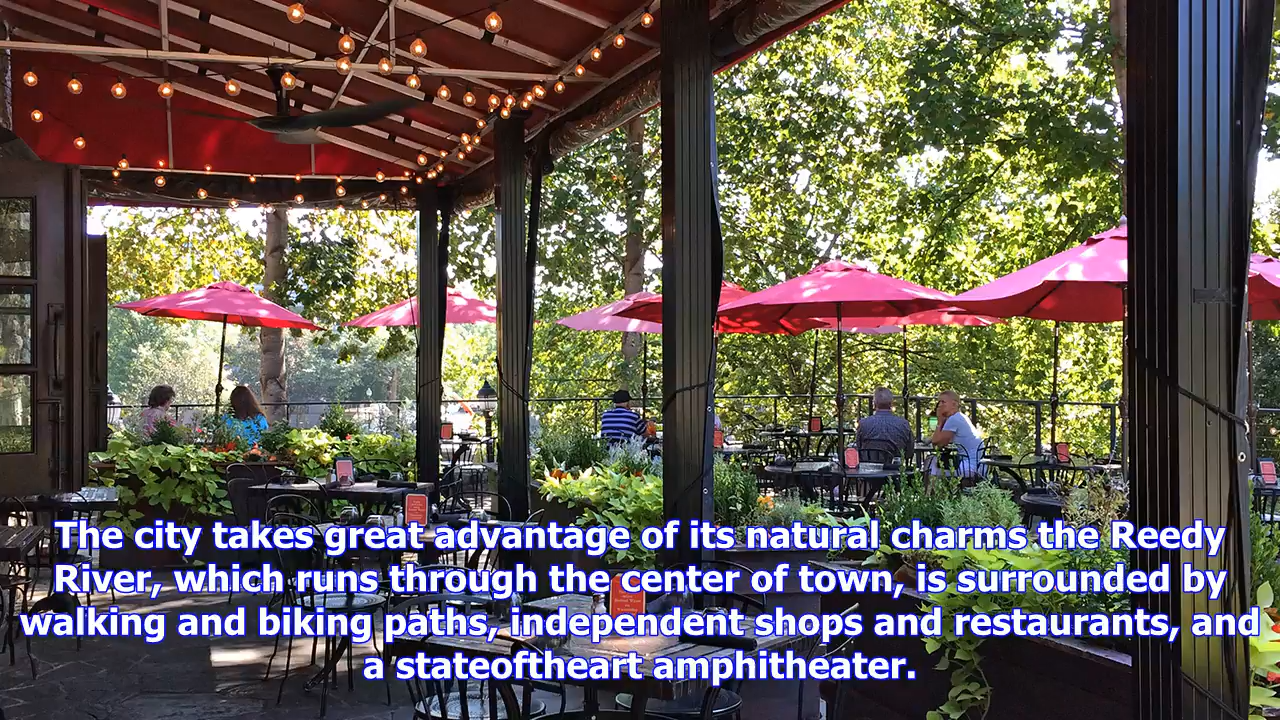 The city takes great advantage of its natural charms the Reedy
River, which runs through the center of town, is surrounded by
walking and biking paths, independent shops and restaurants, and
a stateoftheart amphitheater.